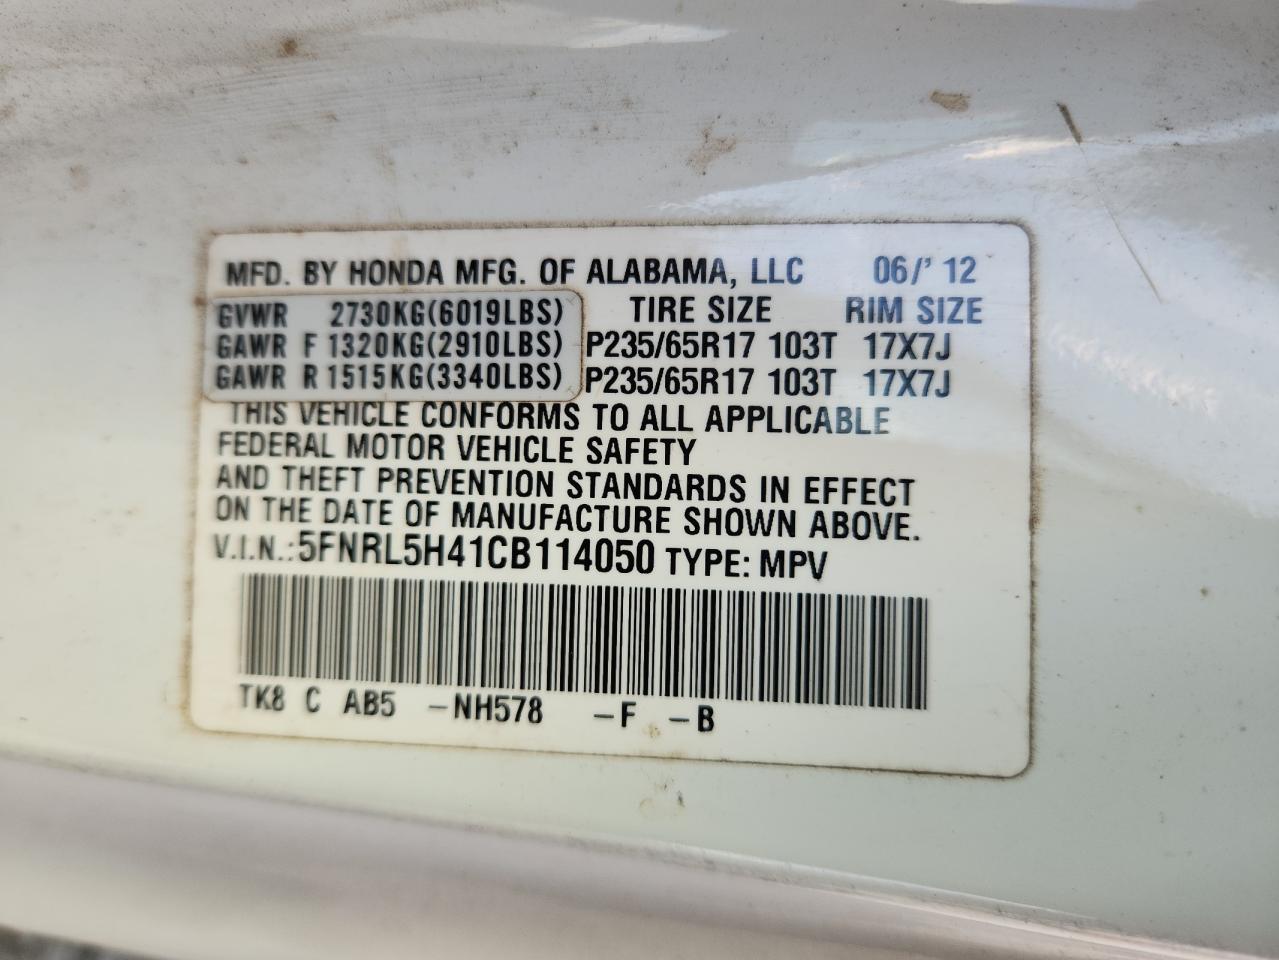 MFD. BY HONDA MFG. OF ALABAMA, LLC 06/' 12
GVWR 2730KG(6019LBS) TIRE SIZE RIM SIZE
GAWR F 1320KG(2910LBS) P235/65R17 103T 17X7J
GAWR R 1515KG(3340LBS) P235/65R17 103T 17X7J
THIS VEHICLE CONFORMS TO ALL APPLICABLE
FEDERAL MOTOR VEHICLE SAFETY
AND THEFT PREVENTION STANDARDS IN EFFECT
ON THE DATE OF MANUFACTURE SHOWN ABOVE.
V.I.N.:5FNRL5H41CB114050 TYPE: MPV
TK8 C AB5 -NH578 -F -B